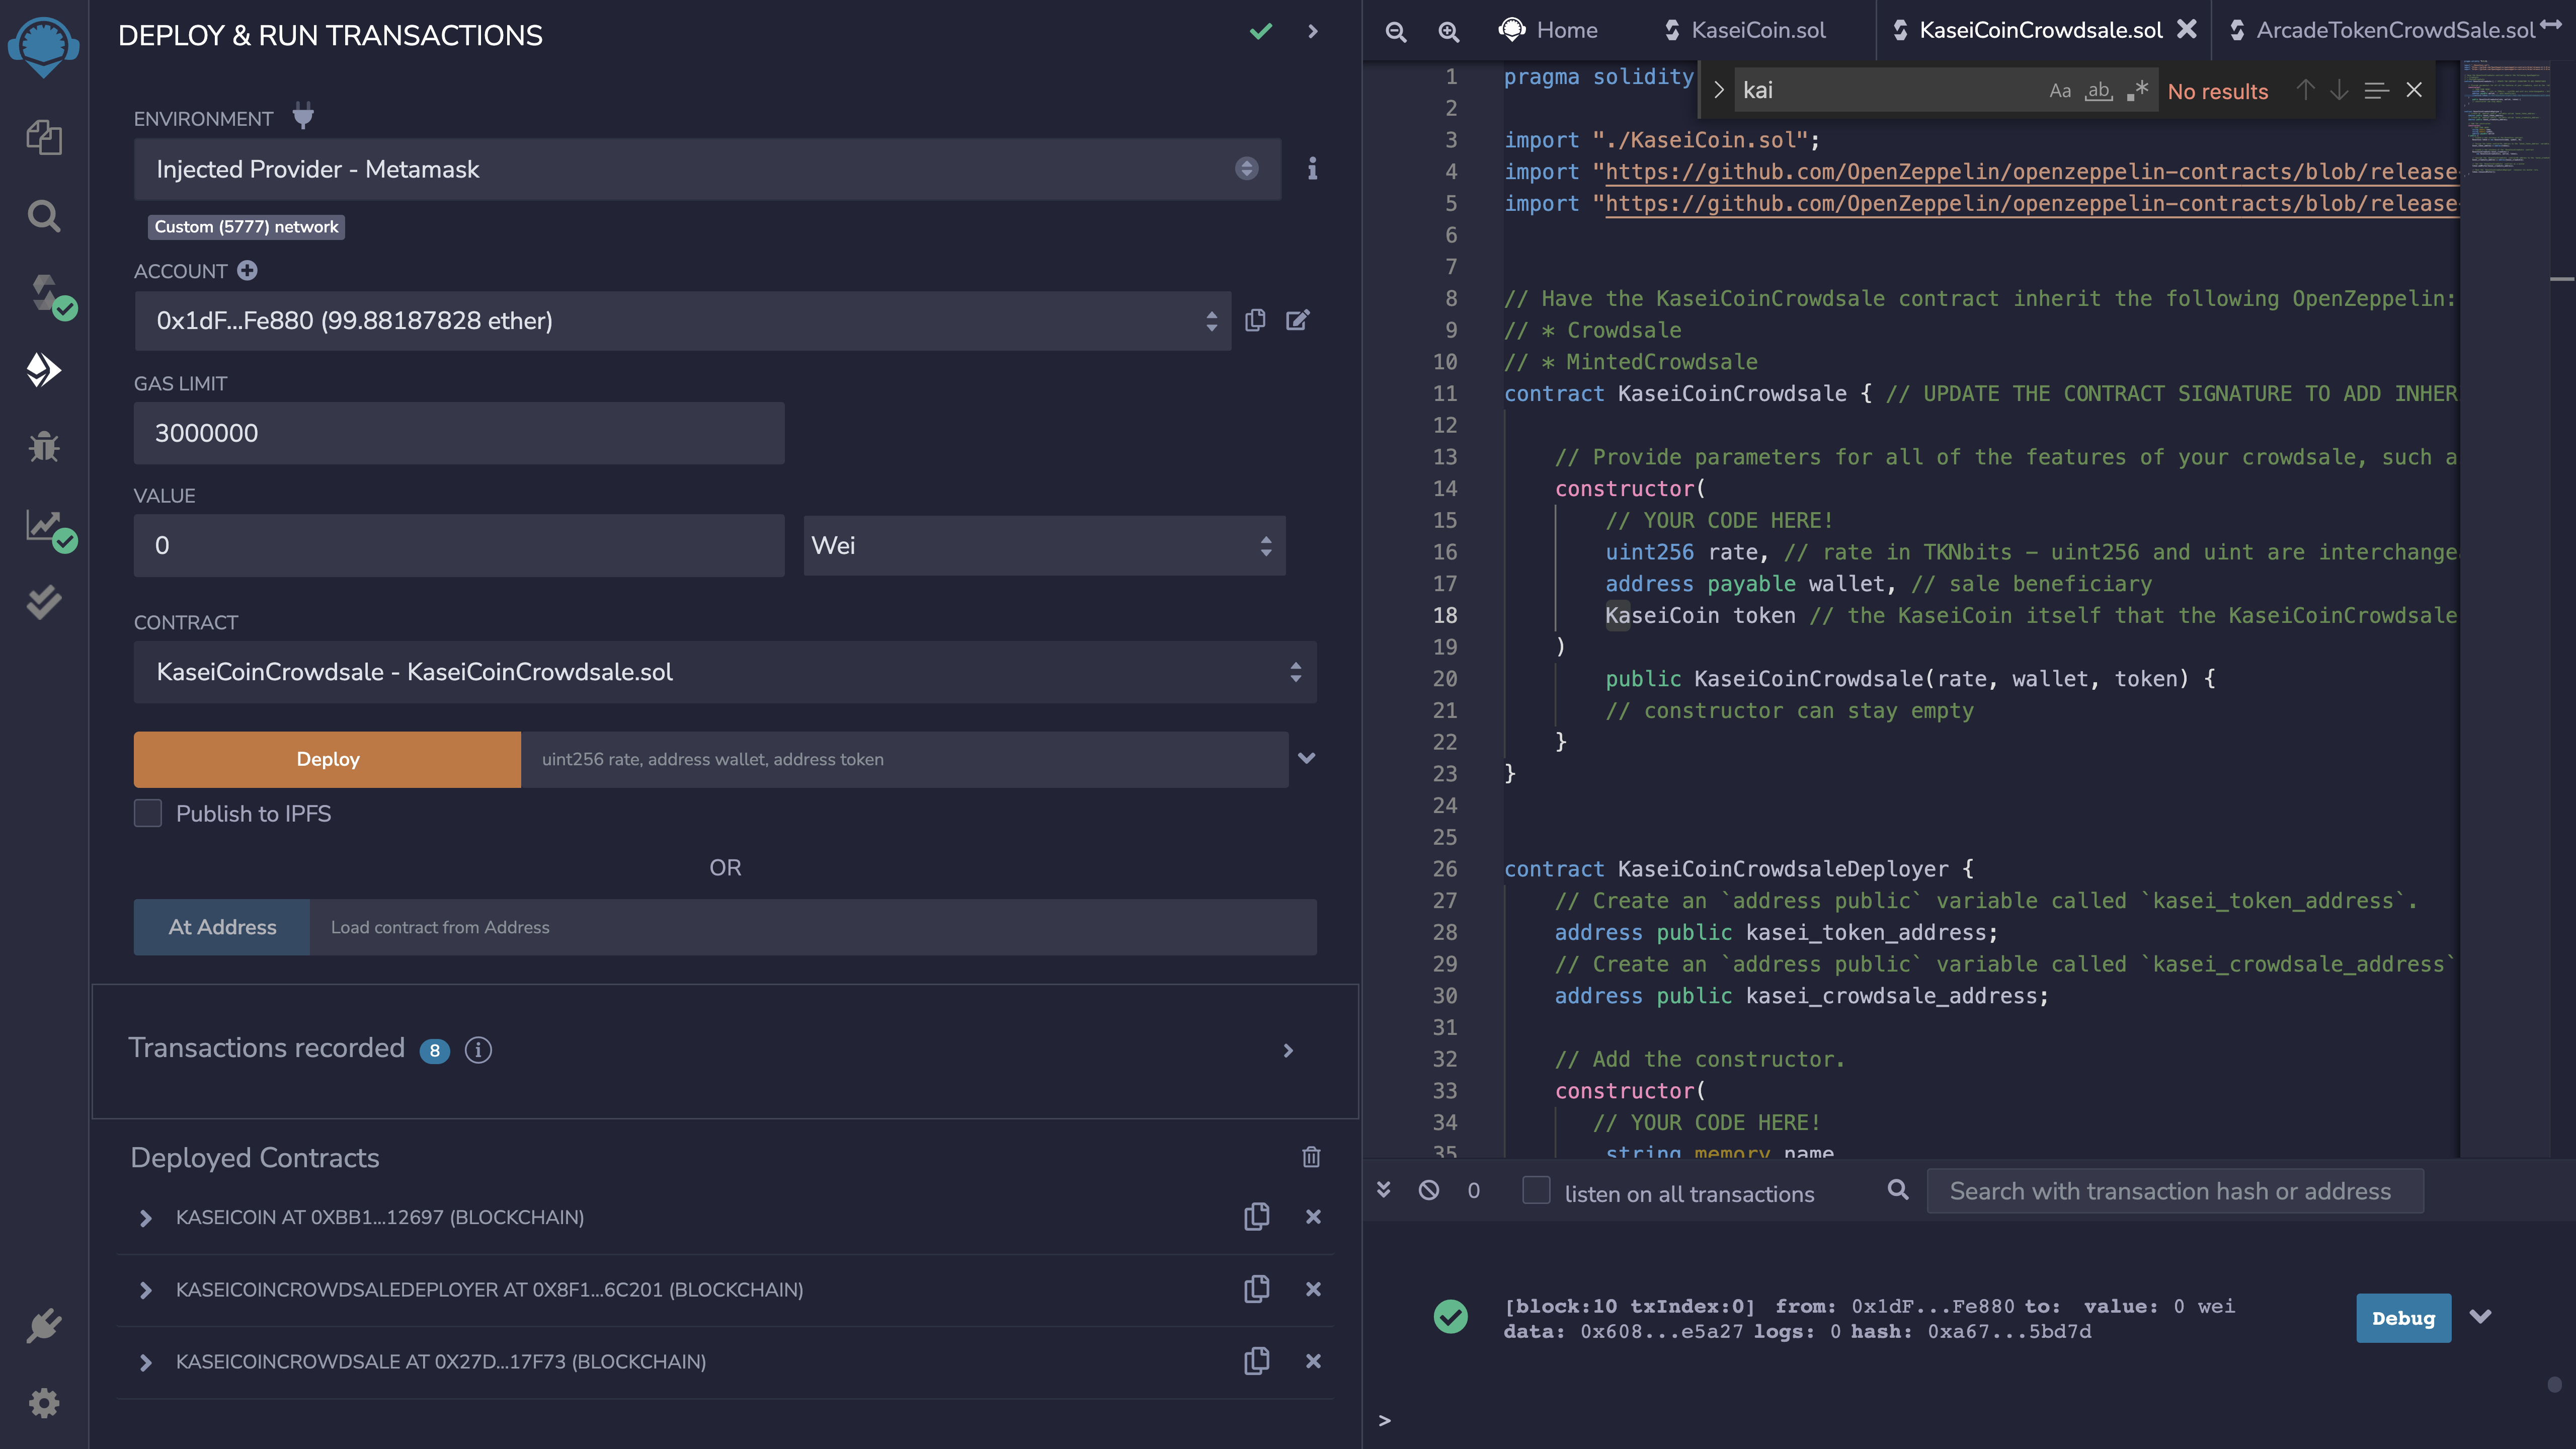 DEPLOY & RUN TRANSACTIONS
ENVIRONMENT
Injected Provider - Metamask
Custom (5777) network
ACCOUNT
0x1dF...Fe880 (99.88187828 ether)
GAS LIMIT
3000000
VALUE
0
Wei
CONTRACT
KaseiCoinCrowdsale - KaseiCoinCrowdsale.sol
Deploy
uint256 rate, address wallet, address token
Publish to IPFS
OR
At Address
Load contract from Address
Transactions recorded 8
Deployed Contracts
KASEICOIN AT 0XBB1...12697 (BLOCKCHAIN)
KASEICOINCROWDSALEDEPLOYER AT 0X8F1...6C201 (BLOCKCHAIN)
KASEICOINCROWDSALE AT 0X27D...17F73 (BLOCKCHAIN)
Home
KaseiCoin.sol
KaseiCoinCrowdsale.sol
ArcadeTokenCrowdSale.sol
kai
Aa
ab
No results
1 pragma solidity
2
3 import "./KaseiCoin.sol";
4 import "https://github.com/OpenZeppelin/openzeppelin-contracts/blob/release-
5 import "https://github.com/OpenZeppelin/openzeppelin-contracts/blob/release-
6
7
8 // Have the KaseiCoinCrowdsale contract inherit the following OpenZeppelin:
9 // * Crowdsale
10 // * MintedCrowdsale
11 contract KaseiCoinCrowdsale { // UPDATE THE CONTRACT SIGNATURE TO ADD INHER
12
13 // Provide parameters for all of the features of your crowdsale, such a
14 constructor(
15 // YOUR CODE HERE!
16 uint256 rate, // rate in TKNbits - uint256 and uint are interchange
17 address payable wallet, // sale beneficiary
18 KaseiCoin token // the KaseiCoin itself that the KaseiCoinCrowdsale
19 )
20 public KaseiCoinCrowdsale(rate, wallet, token) {
21 // constructor can stay empty
22 }
23 }
24
25
26 contract KaseiCoinCrowdsaleDeployer {
27 // Create an `address public` variable called `kasei_token_address`.
28 address public kasei_token_address;
29 // Create an `address public` variable called `kasei_crowdsale_address`
30 address public kasei_crowdsale_address;
31
32 // Add the constructor.
33 constructor(
34 // YOUR CODE HERE!
35 string memory name
0
listen on all transactions
Search with transaction hash or address
[block:10 txIndex:0] from: 0x1dF...Fe880 to: value: 0 wei
data: 0x608...e5a27 logs: 0 hash: 0xa67...5bd7d
Debug
>